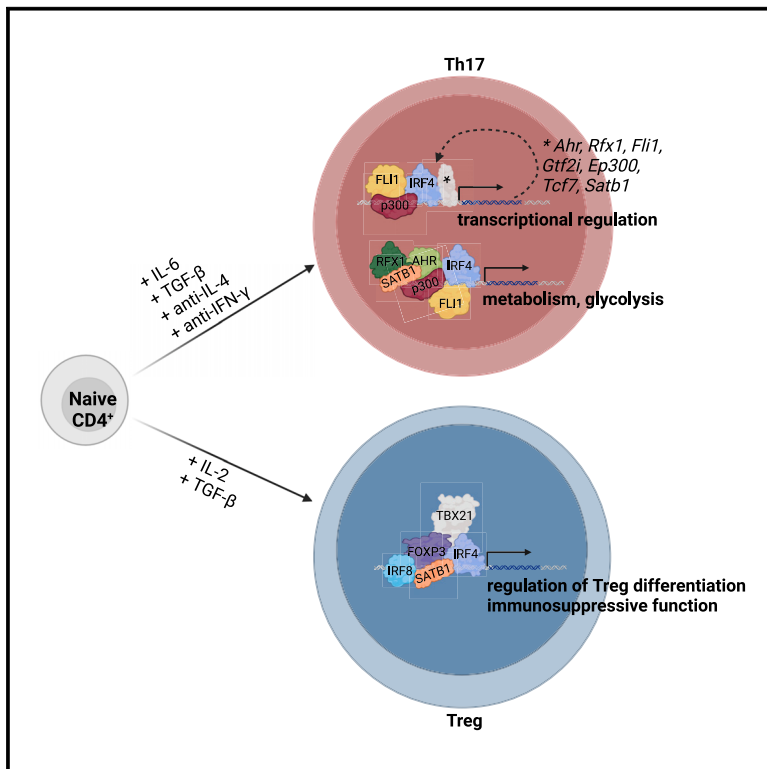 Th17
* Ahr, Rfx1, Fli1,
Gtf2i, Ep300,
Tcf7, Satb1
FLI1
IRF4
*
p300
transcriptional regulation
RFX1
AHR
IRF4
SATB1
p300
FLI1
metabolism, glycolysis
+ IL-6
+ TGF-β
+ anti-IL-4
+ anti-IFN-γ
Naive
CD4⁺
+ IL-2
+ TGF-β
TBX21
FOXP3
IRF4
IRF8
SATB1
regulation of Treg differentiation
immunosuppressive function
Treg